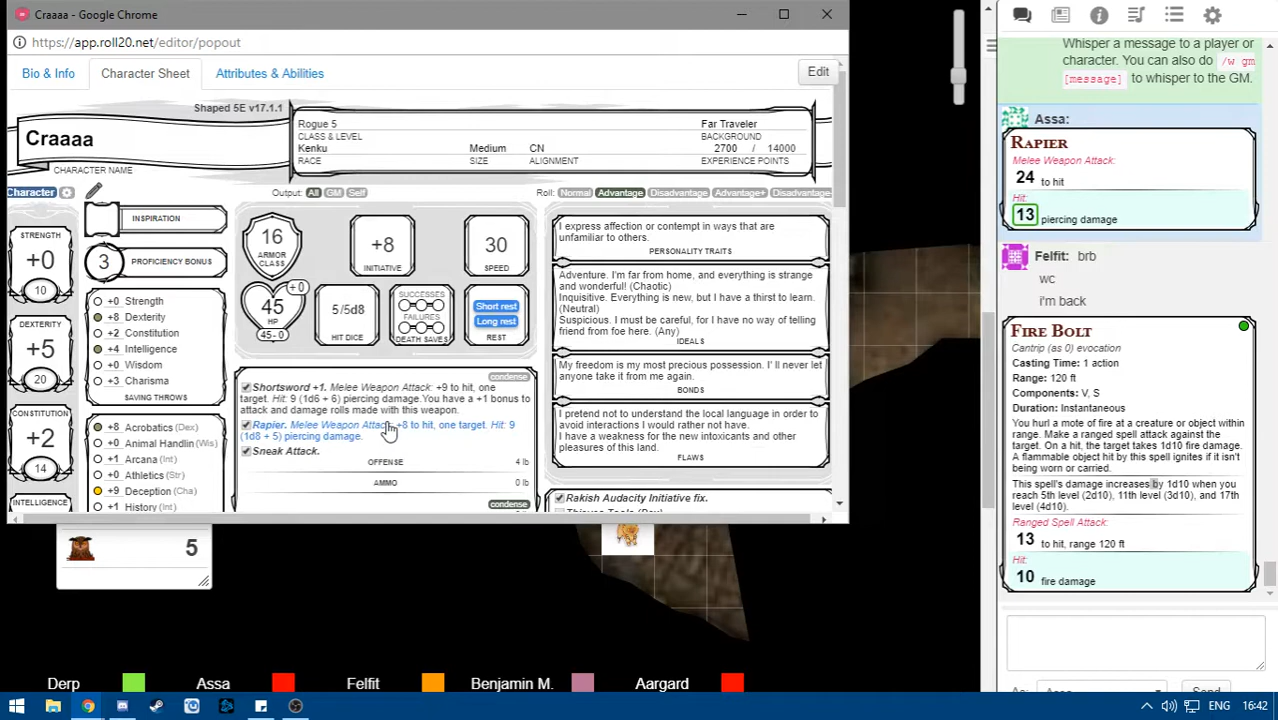 Craaaa - Google Chrome
https://app.roll20.net/editor/popout
Bio & Info
Character Sheet
Attributes & Abilities
Edit
Shaped 5E v17.1.1
Craaaa
CHARACTER NAME
Rogue 5
Far Traveler
CLASS & LEVEL
BACKGROUND
Kenku
Medium
CN
2700 / 14000
RACE
SIZE
ALIGNMENT
EXPERIENCE POINTS
Character
Output: All GM Self
Roll: Normal Advantage Disadvantage Advantage+ Disadvantage
STRENGTH
+0
10
DEXTERITY
+5
20
CONSTITUTION
+2
14
INTELLIGENCE
INSPIRATION
3
PROFICIENCY BONUS
+0 Strength
+8 Dexterity
+2 Constitution
+4 Intelligence
+0 Wisdom
+3 Charisma
SAVING THROWS
+8 Acrobatics (Dex)
+0 Animal Handlin (Wis)
+1 Arcana (Int)
+0 Athletics (Str)
+9 Deception (Cha)
+1 History (Int)
16
ARMOR
CLASS
+8
INITIATIVE
30
SPEED
+0
45
HP
45- 0
5/5d8
HIT DICE
SUCCESSES
FAILURES
DEATH SAVES
Short rest
Long rest
REST
condense
Shortsword +1. Melee Weapon Attack: +9 to hit, one
target. Hit: 9 (1d6 + 6) piercing damage.You have a +1 bonus to
attack and damage rolls made with this weapon.
Rapier. Melee Weapon Attack: +8 to hit, one target. Hit: 9
(1d8 + 5) piercing damage.
Sneak Attack.
OFFENSE
4 lb
AMMO
0 lb
condense
I express affection or contempt in ways that are
unfamiliar to others.
PERSONALITY TRAITS
Adventure. I'm far from home, and everything is strange
and wonderful! (Chaotic)
Inquisitive. Everything is new, but I have a thirst to learn.
(Neutral)
Suspicious. I must be careful, for I have no way of telling
friend from foe here. (Any)
IDEALS
My freedom is my most precious possession. I' ll never let
anyone take it from me again.
BONDS
I pretend not to understand the local language in order to
avoid interactions I would rather not have.
I have a weakness for the new intoxicants and other
pleasures of this land.
FLAWS
Rakish Audacity Initiative fix.
5
Derp
Assa
Felfit
Benjamin M.
Aargard
Whisper a message to a player or
character. You can also do /w gm
[message] to whisper to the GM.
Assa:
RAPIER
Melee Weapon Attack:
24 to hit
Hit:
13 piercing damage
Felfit: brb
wc
i'm back
FIRE BOLT
Cantrip (as 0) evocation
Casting Time: 1 action
Range: 120 ft
Components: V, S
Duration: Instantaneous
You hurl a mote of fire at a creature or object within
range. Make a ranged spell attack against the
target. On a hit, the target takes 1d10 fire damage.
A flammable object hit by this spell ignites if it isn't
being worn or carried.
This spell's damage increases by 1d10 when you
reach 5th level (2d10), 11th level (3d10), and 17th
level (4d10).
Ranged Spell Attack:
13 to hit, range 120 ft
Hit:
10 fire damage
ENG
16:42